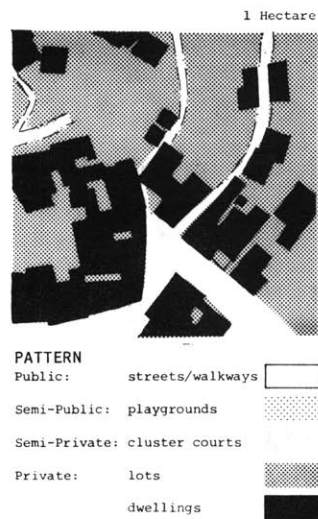 1 Hectare
PATTERN
Public: streets/walkways
Semi-Public: playgrounds
Semi-Private: cluster courts
Private: lots
dwellings